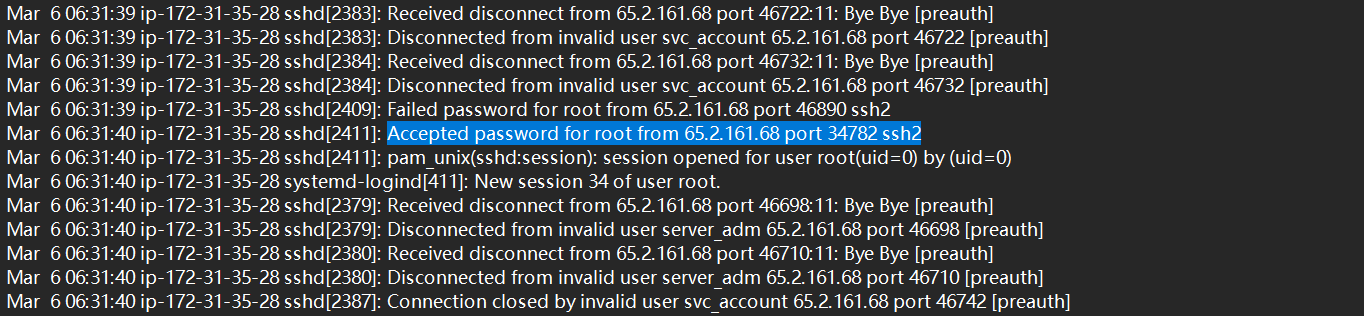 Mar  6 06:31:39 ip-172-31-35-28 sshd[2383]: Received disconnect from 65.2.161.68 port 46722:11: Bye Bye [preauth]
Mar  6 06:31:39 ip-172-31-35-28 sshd[2383]: Disconnected from invalid user svc_account 65.2.161.68 port 46722 [preauth]
Mar  6 06:31:39 ip-172-31-35-28 sshd[2384]: Received disconnect from 65.2.161.68 port 46732:11: Bye Bye [preauth]
Mar  6 06:31:39 ip-172-31-35-28 sshd[2384]: Disconnected from invalid user svc_account 65.2.161.68 port 46732 [preauth]
Mar  6 06:31:39 ip-172-31-35-28 sshd[2409]: Failed password for root from 65.2.161.68 port 46890 ssh2
Mar  6 06:31:40 ip-172-31-35-28 sshd[2411]: Accepted password for root from 65.2.161.68 port 34782 ssh2
Mar  6 06:31:40 ip-172-31-35-28 sshd[2411]: pam_unix(sshd:session): session opened for user root(uid=0) by (uid=0)
Mar  6 06:31:40 ip-172-31-35-28 systemd-logind[411]: New session 34 of user root.
Mar  6 06:31:40 ip-172-31-35-28 sshd[2379]: Received disconnect from 65.2.161.68 port 46698:11: Bye Bye [preauth]
Mar  6 06:31:40 ip-172-31-35-28 sshd[2379]: Disconnected from invalid user server_adm 65.2.161.68 port 46698 [preauth]
Mar  6 06:31:40 ip-172-31-35-28 sshd[2380]: Received disconnect from 65.2.161.68 port 46710:11: Bye Bye [preauth]
Mar  6 06:31:40 ip-172-31-35-28 sshd[2380]: Disconnected from invalid user server_adm 65.2.161.68 port 46710 [preauth]
Mar  6 06:31:40 ip-172-31-35-28 sshd[2387]: Connection closed by invalid user svc_account 65.2.161.68 port 46742 [preauth]